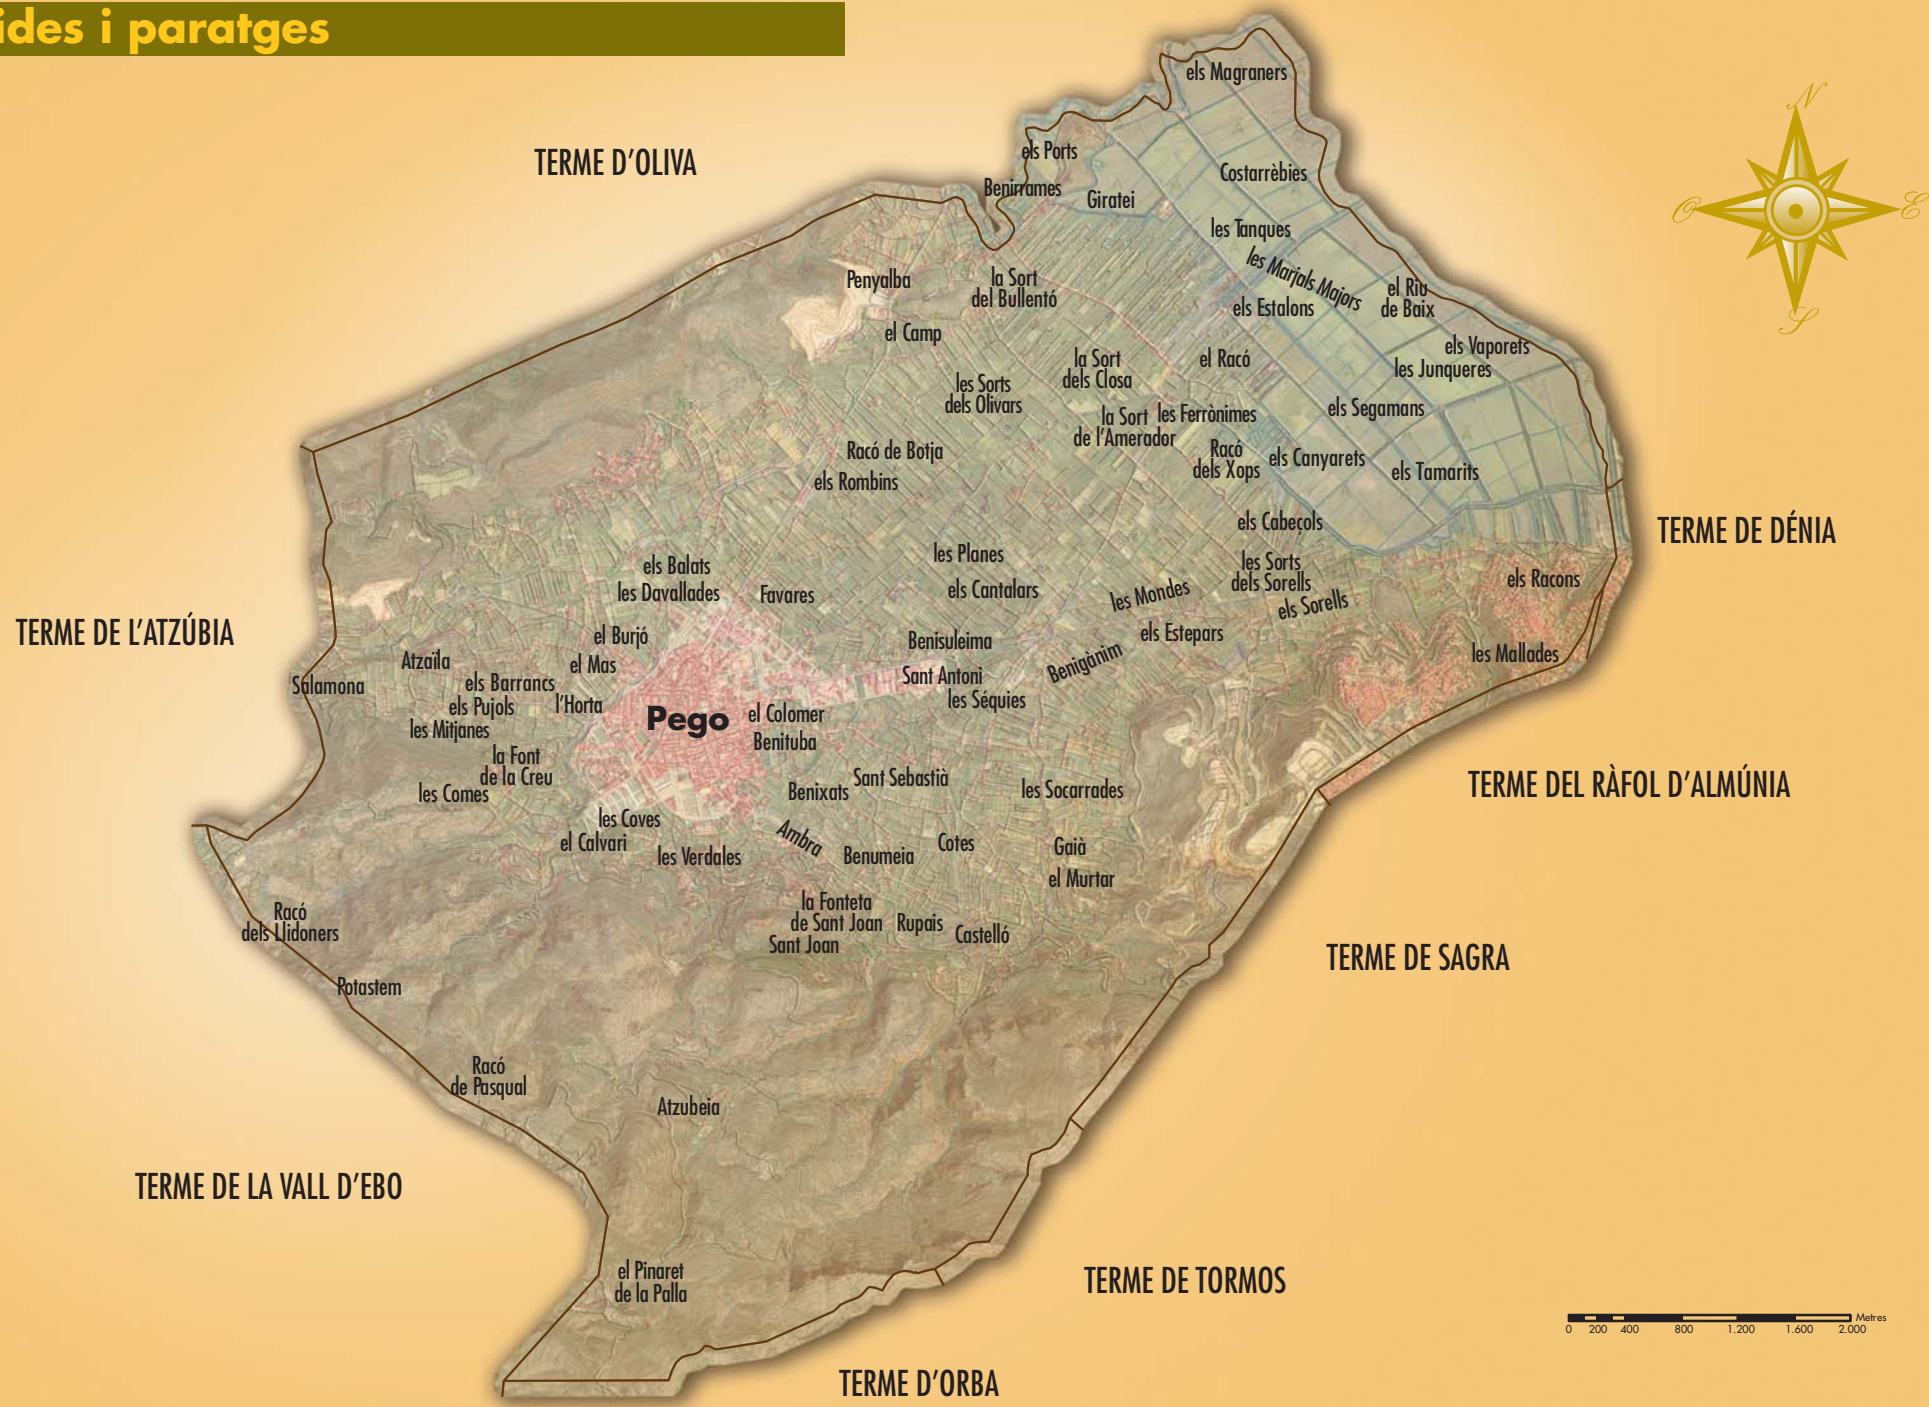 ides i paratges
N
O
E
S
TERME D'OLIVA
TERME DE L'ATZÚBIA
TERME DE LA VALL D'EBO
TERME D'ORBA
TERME DE TORMOS
TERME DE SAGRA
TERME DEL RÀFOL D'ALMÚNIA
TERME DE DÉNIA
els Magraners
els Ports
Costarrèbies
Benirrames
Giratei
les Tanques
les Marjals Majors
Penyalba
la Sort
del Bullentó
el Riu
de Baix
els Estalons
el Camp
els Vaporets
la Sort
dels Closa
el Racó
les Junqueres
les Sorts
dels Olivars
els Segamans
la Sort
de l'Amerador
les Ferrònimes
Racó de Botja
Racó
dels Xops
els Canyarets
els Tamarits
els Rombins
els Cabeçols
les Planes
els Balats
les Sorts
dels Sorells
els Racons
les Davallades
Favares
els Cantalars
les Mondes
els Sorells
el Burjó
Benisuleima
els Estepars
Atzaïla
el Mas
Benigànim
les Mallades
Salamona
els Barrancs
Sant Antoni
els Pujols
l'Horta
les Séquies
les Mitjanes
Pego
el Colomer
Benituba
la Font
de la Creu
les Comes
Sant Sebastià
Benixats
les Socarrades
les Coves
el Calvari
les Verdales
Ambra
Benumeia
Cotes
Gaià
el Murtar
Racó
dels Llidoners
la Fonteta
de Sant Joan
Rupais
Castelló
Sant Joan
Potastem
Racó
de Pasqual
Atzubeia
el Pinaret
de la Palla
Metres
0 200 400 800 1.200 1.600 2.000